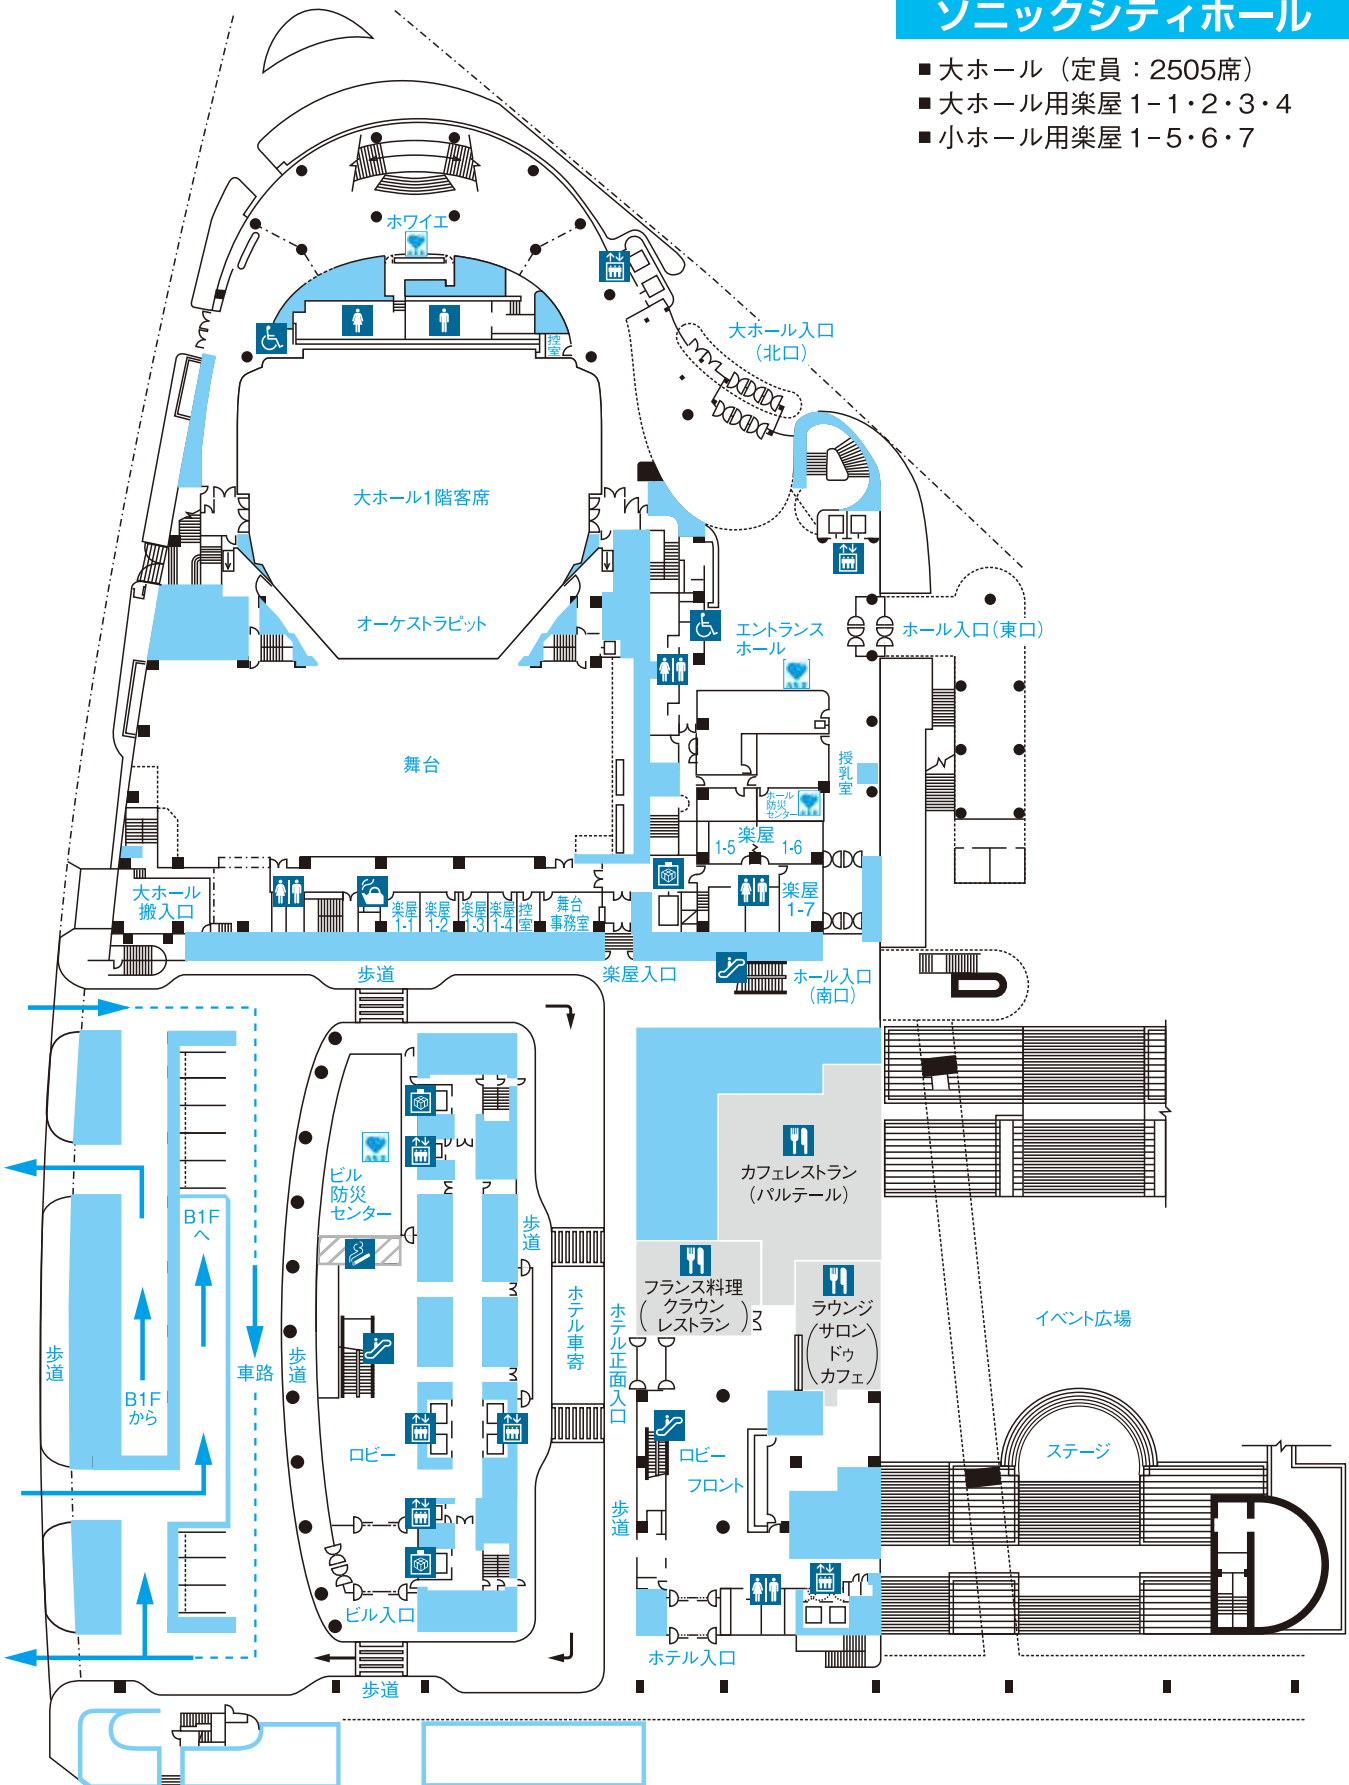 ソニックシティホール
■ 大ホール（定員：2505席）
■ 大ホール用楽屋 1-1・2・3・4
■ 小ホール用楽屋 1-5・6・7
ホワイエ
大ホール入口
（北口）
控室
大ホール1階客席
オーケストラピット
エントランス
ホール
ホール入口（東口）
舞台
授乳室
ホール
防災
センター
楽屋
1-5
1-6
大ホール
搬入口
楽屋
1-1
楽屋
1-2
楽屋
1-3
楽屋
1-4
控室
舞台
事務室
楽屋
1-7
歩道
楽屋入口
ホール入口
（南口）
カフェレストラン
（パルテール）
ビル
防災
センター
B1F
へ
歩道
フランス料理
（クラウン
レストラン）
ラウンジ
（サロン
ドゥ
カフェ）
ホテル車寄
ホテル正面入口
イベント広場
歩道
B1F
から
車路
歩道
ロビー
ロビー
フロント
ステージ
歩道
ビル入口
ホテル入口
歩道